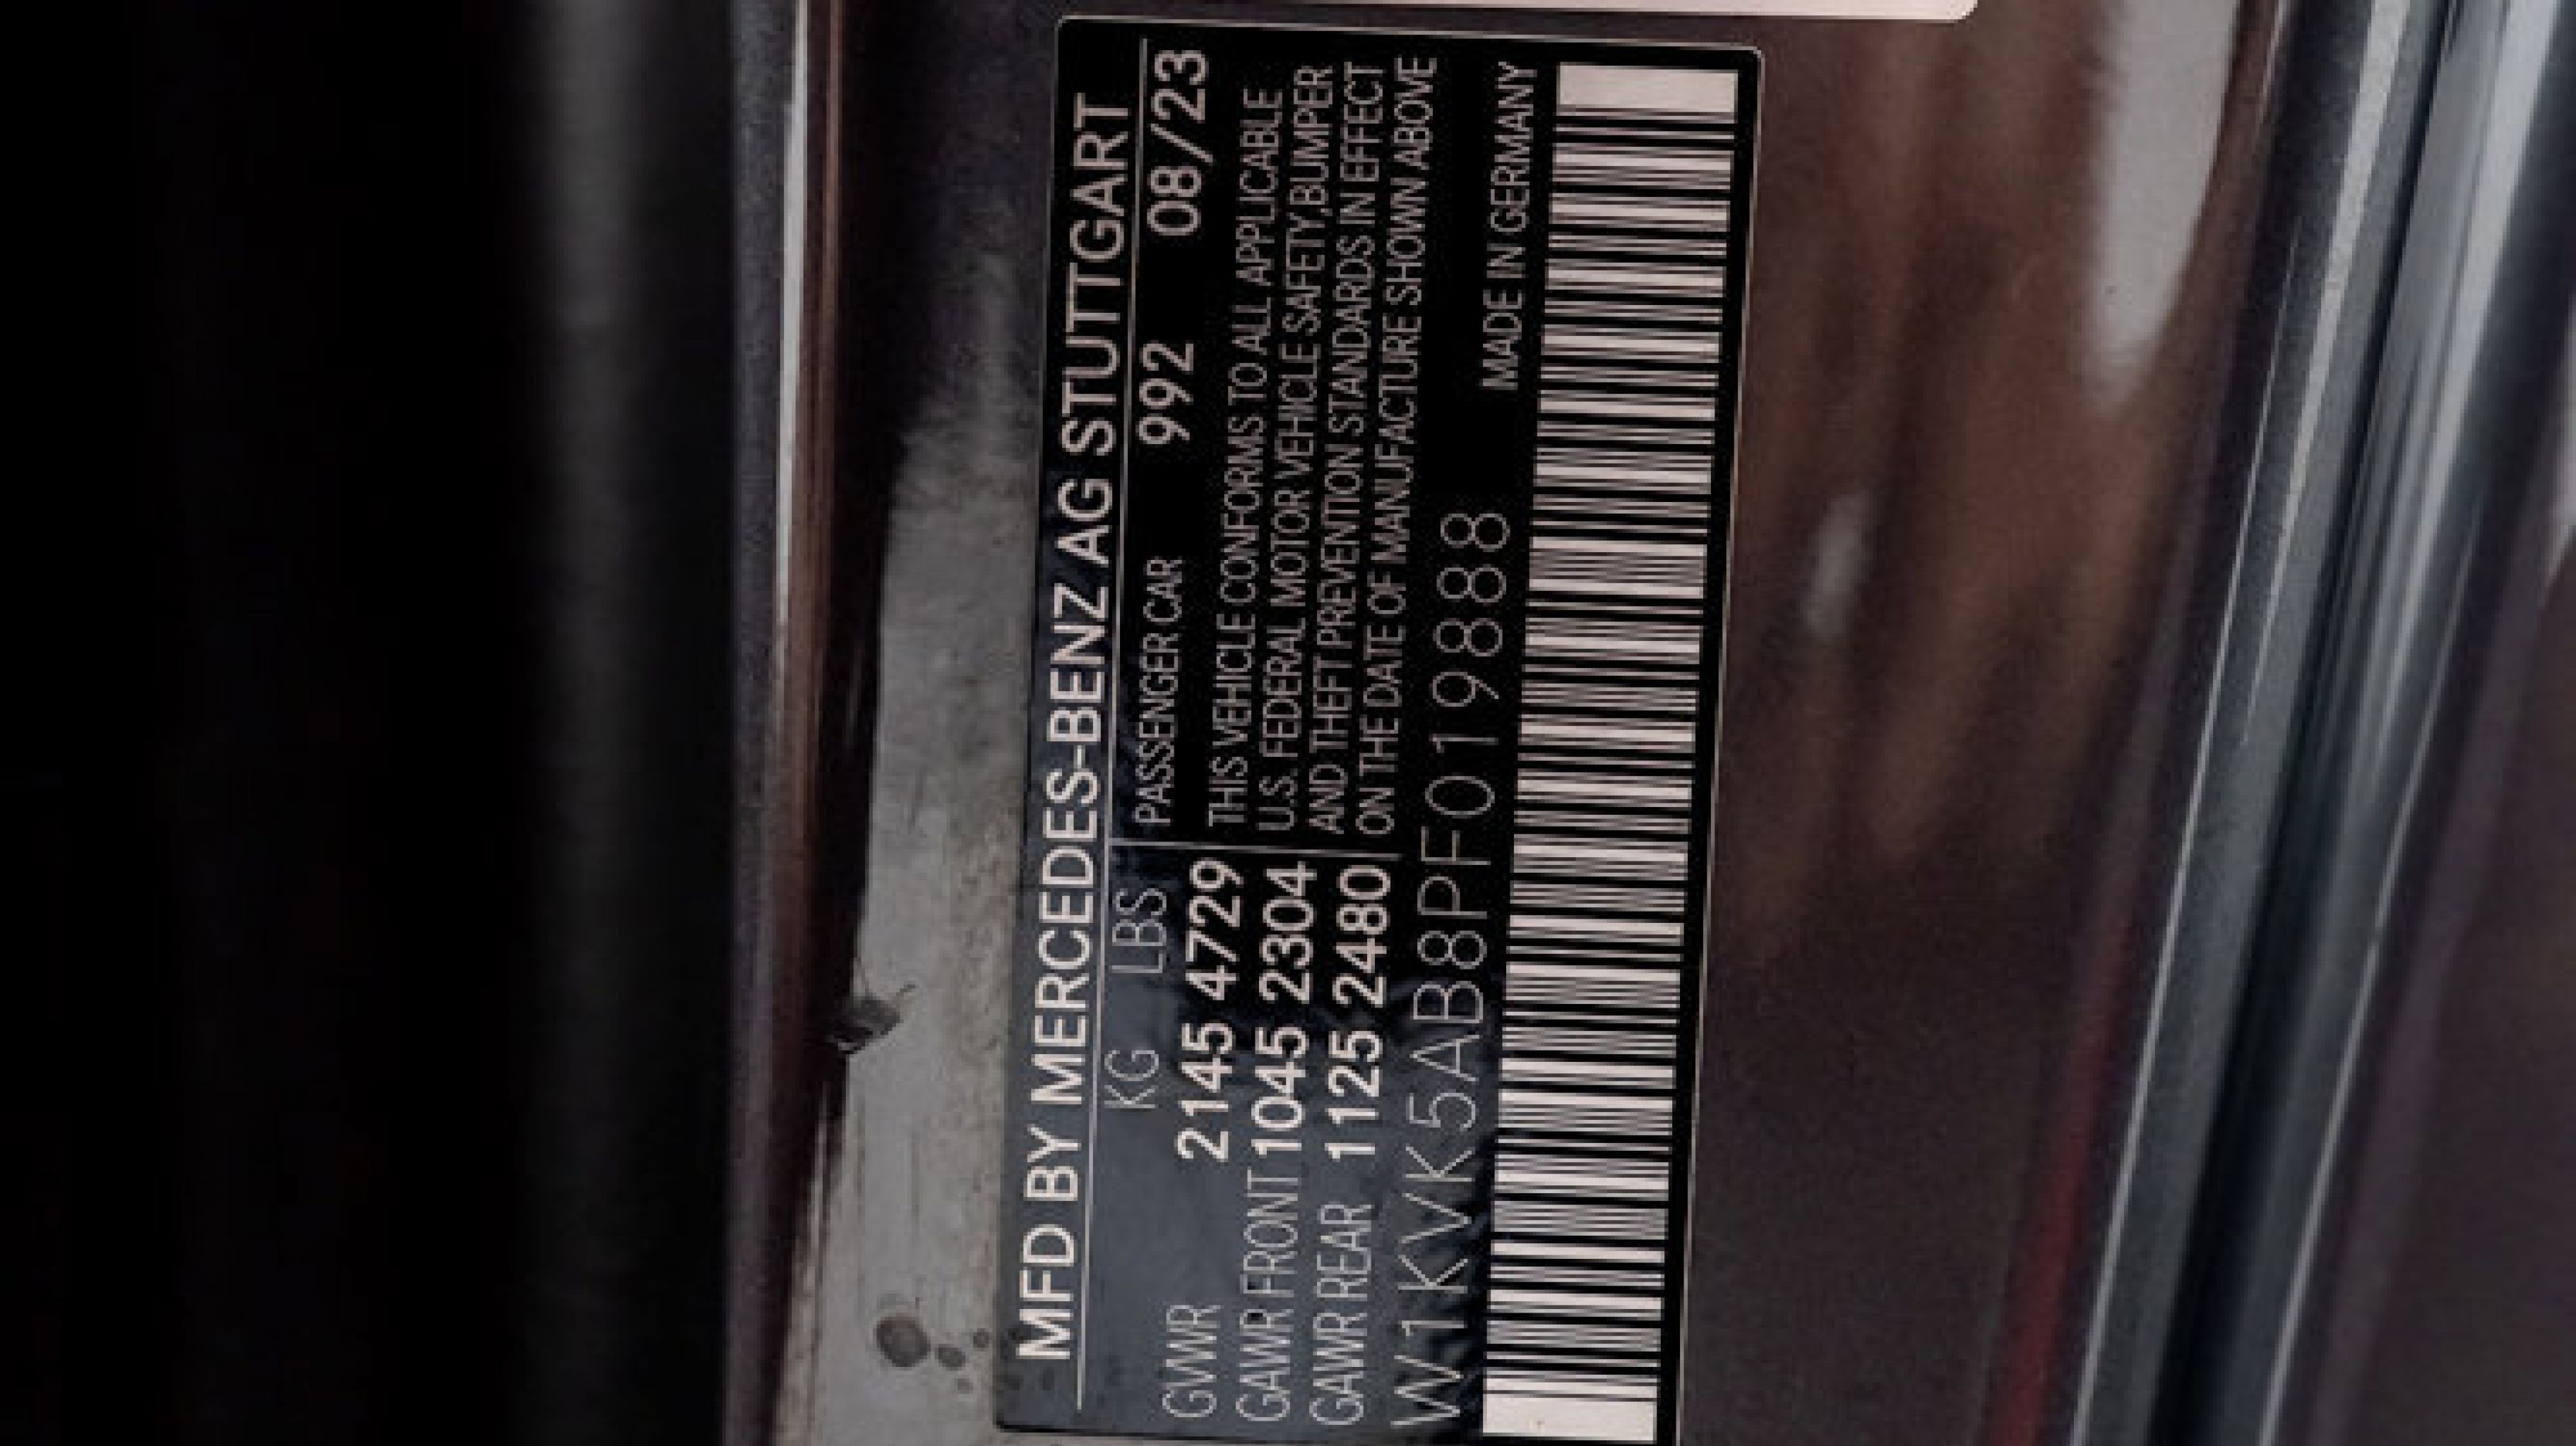 MFD BY MERCEDES-BENZ AG STUTTGART
KG LBS
GVWR 2145 4729
GAWR FRONT 1045 2304
GAWR REAR 1125 2480
PASSENGER CAR 992 08/23
THIS VEHICLE CONFORMS TO ALL APPLICABLE
U.S. FEDERAL MOTOR VEHICLE SAFETY,BUMPER
AND THEFT PREVENTION STANDARDS IN EFFECT
ON THE DATE OF MANUFACTURE SHOWN ABOVE
W1KVK5AB8PF019888
MADE IN GERMANY